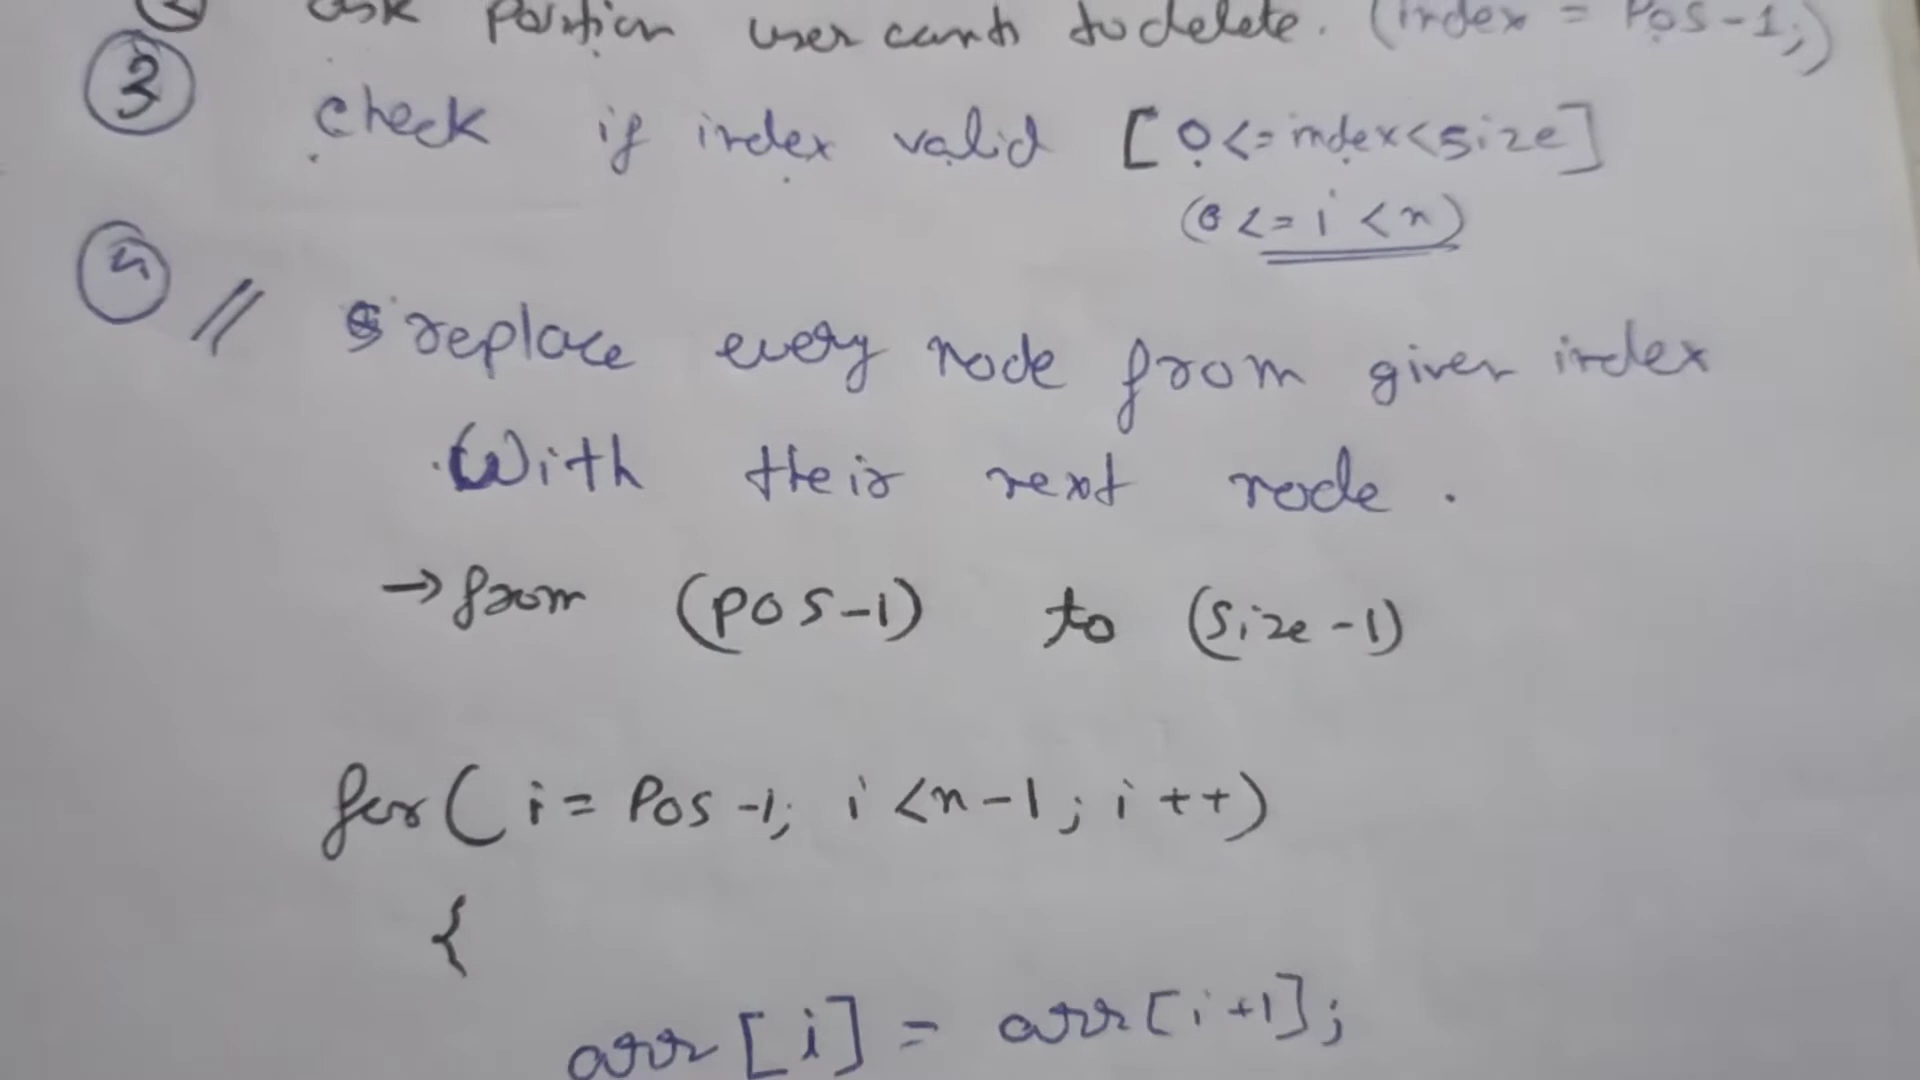 ask position user wants to delete. (index = Pos-1;)
③ check if index valid [0<=index<size]
(0<=i<n)
④ // replace every node from given index
With their next node.
→ from (pos-1) to (size-1)
for( i= Pos-1; i<n-1; i++)
{
arr[i] = arr[i+1];